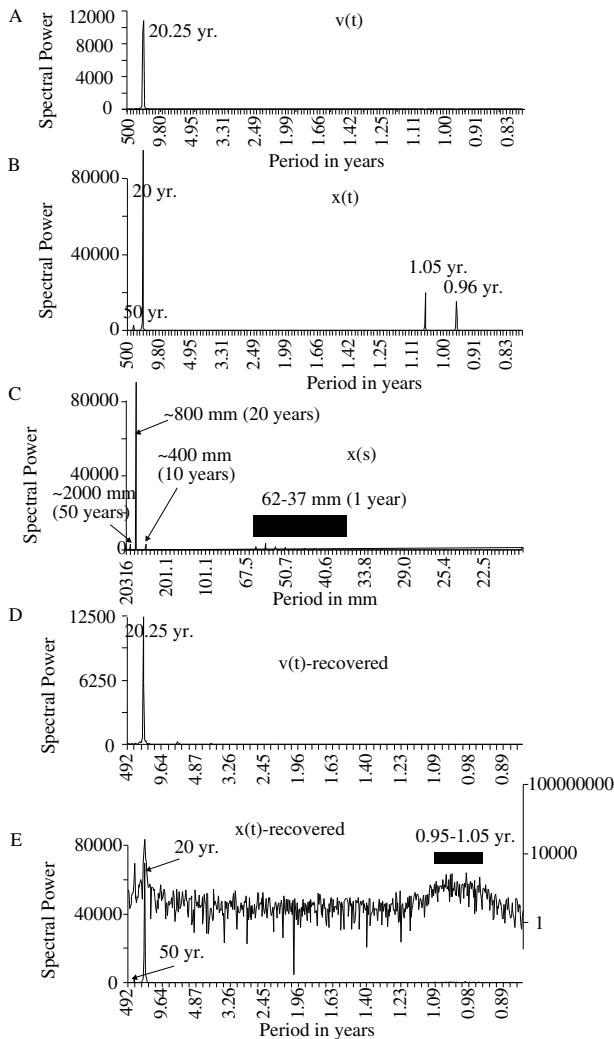 A
v(t)
Spectral Power
12000
8000
4000
0
20.25 yr.
500 9.80 4.95 3.31 2.49 1.99 1.66 1.42 1.25 1.11 1.00 0.91 0.83
Period in years
B
x(t)
Spectral Power
80000
40000
0
20 yr.
50 yr.
1.05 yr.
0.96 yr.
500 9.80 4.95 3.31 2.49 1.99 1.66 1.42 1.25 1.11 1.00 0.91 0.83
Period in years
C
x(s)
Spectral Power
80000
40000
0
~800 mm (20 years)
~400 mm
(10 years)
~2000 mm
(50 years)
62-37 mm (1 year)
20316 201.1 101.1 67.5 50.7 40.6 33.8 29.0 25.4 22.5
Period in mm
D
v(t)-recovered
Spectral Power
12500
6250
0
20.25 yr.
492 9.64 4.87 3.26 2.45 1.96 1.63 1.40 1.23 1.09 0.98 0.89
E
x(t)-recovered
Spectral Power
80000
40000
0
20 yr.
50 yr.
0.95-1.05 yr.
100000000
10000
1
492 9.64 4.87 3.26 2.45 1.96 1.63 1.40 1.23 1.09 0.98 0.89
Period in years